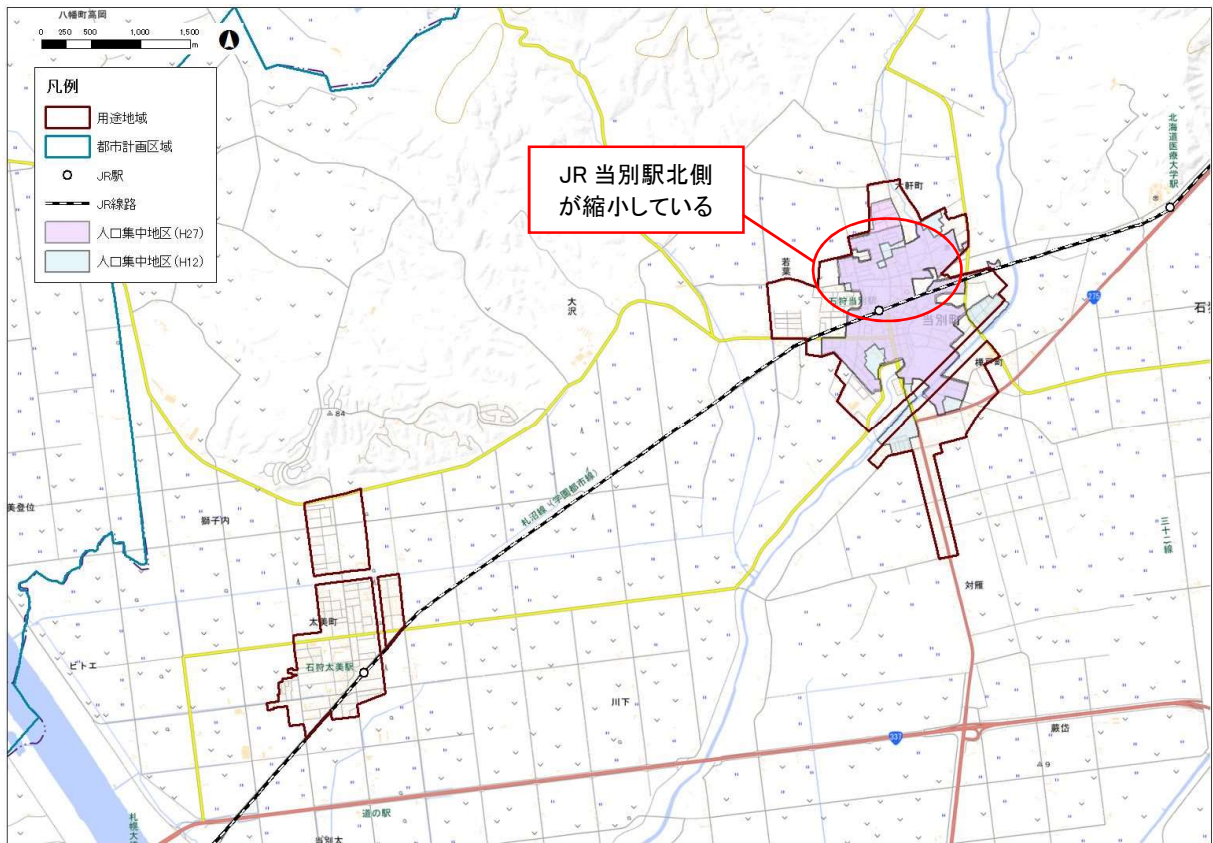 八幡町高岡
0 250 500 1,000 1,500
m
凡例
用途地域
都市計画区域
JR駅
JR線路
人口集中地区(H27)
人口集中地区(H12)
JR 当別駅北側
が縮小している
北海道医療大学駅
大沢
若葉
石狩当別駅
当別町
275
樺戸町
84
札沼線(学園都市線)
美登位
獅子内
三十二線
対雁
太美町
石狩太美駅
ビトエ
川下
337
蕨岱
9
道の駅
当別太